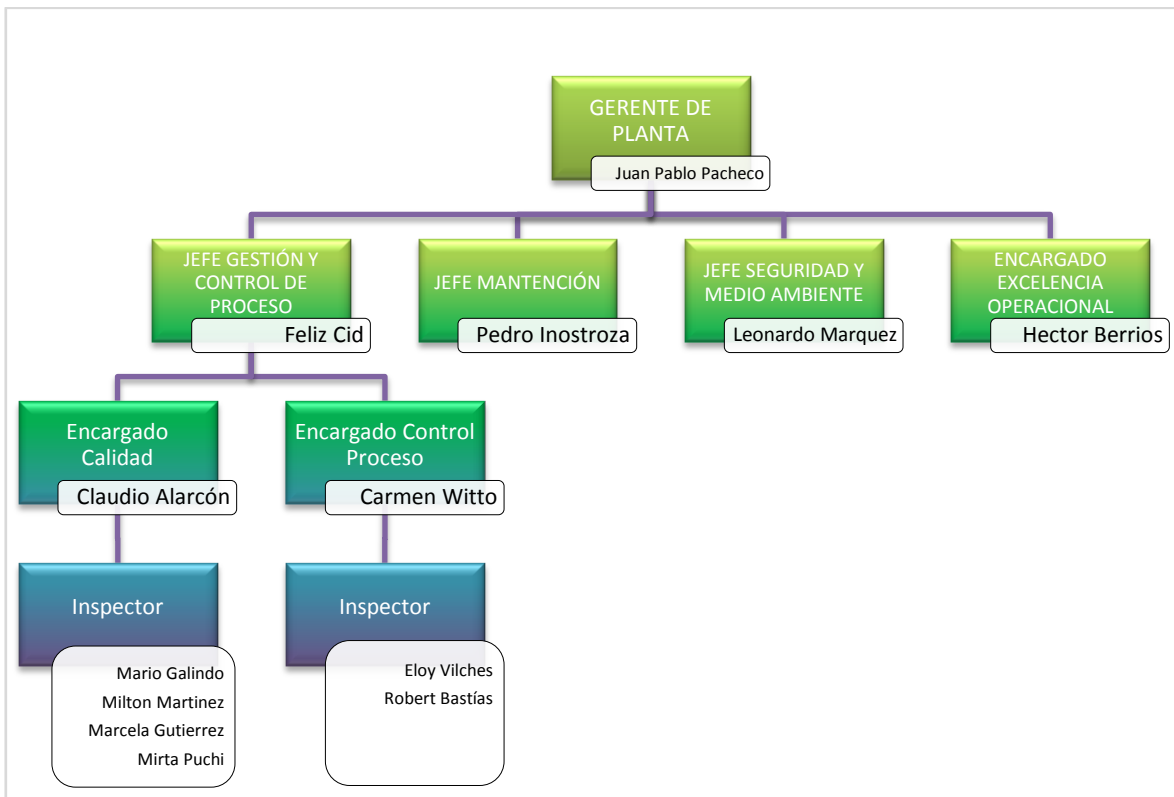 GERENTE DE
PLANTA
Juan Pablo Pacheco
JEFE GESTIÓN Y
CONTROL DE
PROCESO
Feliz Cid
JEFE MANTENCIÓN
Pedro Inostroza
JEFE SEGURIDAD Y
MEDIO AMBIENTE
Leonardo Marquez
ENCARGADO
EXCELENCIA
OPERACIONAL
Hector Berrios
Encargado
Calidad
Claudio Alarcón
Encargado Control
Proceso
Carmen Witto
Inspector
Mario Galindo
Milton Martinez
Marcela Gutierrez
Mirta Puchi
Inspector
Eloy Vilches
Robert Bastías